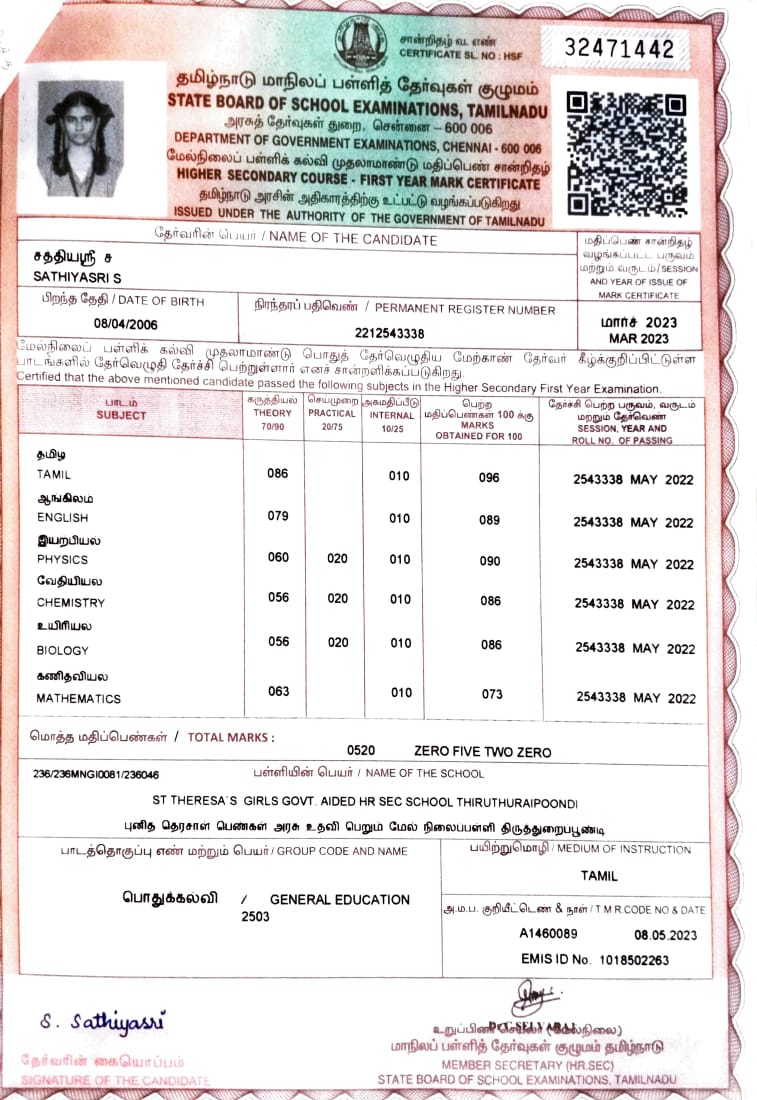 சான்றிதழ் வ. எண்
CERTIFICATE SL. NO : HSF
32471442
தமிழ்நாடு மாநிலப் பள்ளித் தேர்வுகள் குழுமம்
STATE BOARD OF SCHOOL EXAMINATIONS, TAMILNADU
அரசுத் தேர்வுகள் துறை, சென்னை – 600 006
DEPARTMENT OF GOVERNMENT EXAMINATIONS, CHENNAI - 600 006
மேல்நிலைப் பள்ளிக் கல்வி முதலாமாண்டு மதிப்பெண் சான்றிதழ்
HIGHER SECONDARY COURSE - FIRST YEAR MARK CERTIFICATE
தமிழ்நாடு அரசின் அதிகாரத்திற்கு உட்பட்டு வழங்கப்படுகிறது
ISSUED UNDER THE AUTHORITY OF THE GOVERNMENT OF TAMILNADU
தேர்வரின் பெயர் / NAME OF THE CANDIDATE
சத்தியஸ்ரீ ச
SATHIYASRI S
மதிப்பெண் சான்றிதழ்
வழங்கப்பட்ட பருவம்
மற்றும் வருடம் / SESSION
AND YEAR OF ISSUE OF
MARK CERTIFICATE
பிறந்த தேதி / DATE OF BIRTH
08/04/2006
நிரந்தரப் பதிவெண் / PERMANENT REGISTER NUMBER
2212543338
மார்ச் 2023
MAR 2023
மேல்நிலைப் பள்ளிக் கல்வி முதலாமாண்டு பொதுத் தேர்வெழுதிய மேற்காண் தேர்வர் கீழ்க்குறிப்பிட்டுள்ள
பாடங்களில் தேர்வெழுதி தேர்ச்சி பெற்றுள்ளார் எனச் சான்றளிக்கப்படுகிறது.
Certified that the above mentioned candidate passed the following subjects in the Higher Secondary First Year Examination.
பாடம்
SUBJECT
கருத்தியல்
THEORY
70/90
செய்முறை
PRACTICAL
20/75
அகமதிப்பீடு
INTERNAL
10/25
பெற்ற
மதிப்பெண்கள் 100 க்கு
MARKS
OBTAINED FOR 100
தேர்ச்சி பெற்ற பருவம், வருடம்
மற்றும் தேர்வெண்
SESSION, YEAR AND
ROLL NO. OF PASSING
தமிழ
TAMIL 086 010 096 2543338 MAY 2022
ஆங்கிலம
ENGLISH 079 010 089 2543338 MAY 2022
இயற்பியல்
PHYSICS 060 020 010 090 2543338 MAY 2022
வேதியியல
CHEMISTRY 056 020 010 086 2543338 MAY 2022
உயிரியல
BIOLOGY 056 020 010 086 2543338 MAY 2022
கணிதவியல
MATHEMATICS 063 010 073 2543338 MAY 2022
மொத்த மதிப்பெண்கள் / TOTAL MARKS :
0520 ZERO FIVE TWO ZERO
236/236MNGI0081/236046 பள்ளியின் பெயர் / NAME OF THE SCHOOL
ST THERESA`S GIRLS GOVT. AIDED HR SEC SCHOOL THIRUTHURAIPOONDI
புனித தெரசாள் பெண்கள் அரசு உதவி பெறும் மேல் நிலைப்பள்ளி திருத்துறைப்பூண்டி
பாடத்தொகுப்பு எண் மற்றும் பெயர் / GROUP CODE AND NAME
பொதுக்கல்வி / GENERAL EDUCATION
2503
பயிற்றுமொழி / MEDIUM OF INSTRUCTION
TAMIL
அ.ம.ப. குறியீட்டெண் & நாள் / T.M.R.CODE NO & DATE
A1460089 08.05.2023
EMIS ID No. 1018502263
S. Sathiyasri
தேர்வரின் கையொப்பம்
SIGNATURE OF THE CANDIDATE
மாநிலப் பள்ளித் தேர்வுகள் குழுமம் தமிழ்நாடு
MEMBER SECRETARY (HR.SEC)
STATE BOARD OF SCHOOL EXAMINATIONS, TAMILNADU